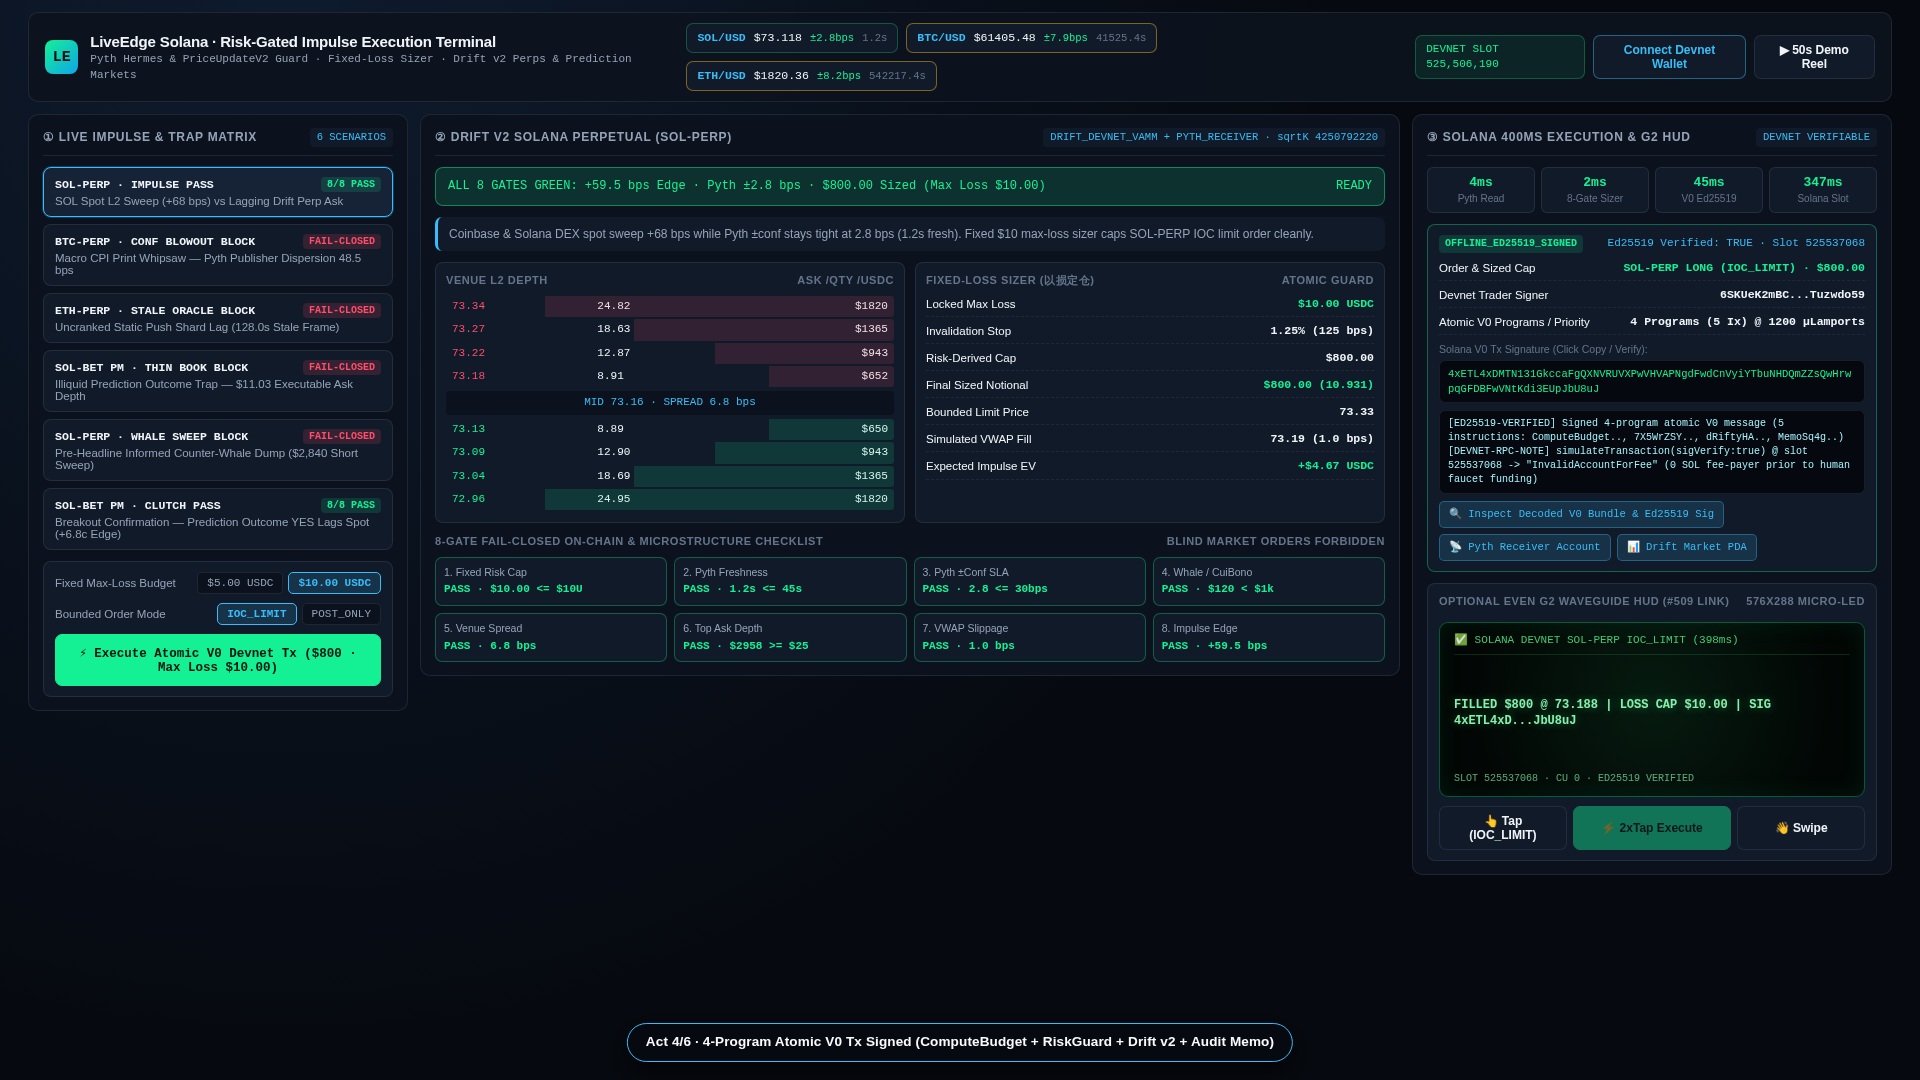 LE
LiveEdge Solana · Risk-Gated Impulse Execution Terminal
Pyth Hermes & PriceUpdateV2 Guard · Fixed-Loss Sizer · Drift v2 Perps & Prediction
Markets
SOL/USD $73.118 ±2.8bps 1.2s
BTC/USD $61405.48 ±7.9bps 41525.4s
ETH/USD $1820.36 ±8.2bps 542217.4s
DEVNET SLOT
525,506,190
Connect Devnet
Wallet
▶ 50s Demo
Reel
① LIVE IMPULSE & TRAP MATRIX
6 SCENARIOS
SOL-PERP · IMPULSE PASS
8/8 PASS
SOL Spot L2 Sweep (+68 bps) vs Lagging Drift Perp Ask
BTC-PERP · CONF BLOWOUT BLOCK
FAIL-CLOSED
Macro CPI Print Whipsaw — Pyth Publisher Dispersion 48.5
bps
ETH-PERP · STALE ORACLE BLOCK
FAIL-CLOSED
Uncranked Static Push Shard Lag (128.0s Stale Frame)
SOL-BET PM · THIN BOOK BLOCK
FAIL-CLOSED
Illiquid Prediction Outcome Trap — $11.03 Executable Ask
Depth
SOL-PERP · WHALE SWEEP BLOCK
FAIL-CLOSED
Pre-Headline Informed Counter-Whale Dump ($2,840 Short
Sweep)
SOL-BET PM · CLUTCH PASS
8/8 PASS
Breakout Confirmation — Prediction Outcome YES Lags Spot
(+6.8c Edge)
Fixed Max-Loss Budget
$5.00 USDC
$10.00 USDC
Bounded Order Mode
IOC_LIMIT
POST_ONLY
⚡ Execute Atomic V0 Devnet Tx ($800 ·
Max Loss $10.00)
② DRIFT V2 SOLANA PERPETUAL (SOL-PERP)
DRIFT_DEVNET_VAMM + PYTH_RECEIVER · sqrtK 4250792220
ALL 8 GATES GREEN: +59.5 bps Edge · Pyth ±2.8 bps · $800.00 Sized (Max Loss $10.00)
READY
Coinbase & Solana DEX spot sweep +68 bps while Pyth ±conf stays tight at 2.8 bps (1.2s fresh). Fixed $10 max-loss sizer caps SOL-PERP IOC limit order cleanly.
VENUE L2 DEPTH
ASK /QTY /USDC
73.34 24.82 $1820
73.27 18.63 $1365
73.22 12.87 $943
73.18 8.91 $652
MID 73.16 · SPREAD 6.8 bps
73.13 8.89 $650
73.09 12.90 $943
73.04 18.69 $1365
72.96 24.95 $1820
FIXED-LOSS SIZER (以损定仓)
ATOMIC GUARD
Locked Max Loss $10.00 USDC
Invalidation Stop 1.25% (125 bps)
Risk-Derived Cap $800.00
Final Sized Notional $800.00 (10.931)
Bounded Limit Price 73.33
Simulated VWAP Fill 73.19 (1.0 bps)
Expected Impulse EV +$4.67 USDC
8-GATE FAIL-CLOSED ON-CHAIN & MICROSTRUCTURE CHECKLIST
BLIND MARKET ORDERS FORBIDDEN
1. Fixed Risk Cap
PASS · $10.00 <= $10U
2. Pyth Freshness
PASS · 1.2s <= 45s
3. Pyth ±Conf SLA
PASS · 2.8 <= 30bps
4. Whale / CuiBono
PASS · $120 < $1k
5. Venue Spread
PASS · 6.8 bps
6. Top Ask Depth
PASS · $2958 >= $25
7. VWAP Slippage
PASS · 1.0 bps
8. Impulse Edge
PASS · +59.5 bps
③ SOLANA 400MS EXECUTION & G2 HUD
DEVNET VERIFIABLE
4ms
Pyth Read
2ms
8-Gate Sizer
45ms
V0 Ed25519
347ms
Solana Slot
OFFLINE_ED25519_SIGNED
Ed25519 Verified: TRUE · Slot 525537068
Order & Sized Cap SOL-PERP LONG (IOC_LIMIT) · $800.00
Devnet Trader Signer 6SKUeK2mBC...Tuzwdo59
Atomic V0 Programs / Priority 4 Programs (5 Ix) @ 1200 μLamports
Solana V0 Tx Signature (Click Copy / Verify):
4xETL4xDMTN131GkccaFgQXNVRUVXPwVHVAPNgdFwdCnVyiYTbuNHDQmZZsQwHrw
pqGFDBFwVNtKdi3EUpJbU8uJ
[ED25519-VERIFIED] Signed 4-program atomic V0 message (5
instructions: ComputeBudget.., 7X5WrZSY.., dRiftyHA.., MemoSq4g..)
[DEVNET-RPC-NOTE] simulateTransaction(sigVerify:true) @ slot
525537068 -> "InvalidAccountForFee" (0 SOL fee-payer prior to human
faucet funding)
🔍 Inspect Decoded V0 Bundle & Ed25519 Sig
📡 Pyth Receiver Account
📊 Drift Market PDA
OPTIONAL EVEN G2 WAVEGUIDE HUD (#509 LINK)
576X288 MICRO-LED
✅ SOLANA DEVNET SOL-PERP IOC_LIMIT (398ms)
FILLED $800 @ 73.188 | LOSS CAP $10.00 | SIG
4xETL4xD...JbU8uJ
SLOT 525537068 · CU 0 · ED25519 VERIFIED
👆 Tap
(IOC_LIMIT)
⚡ 2xTap Execute
👋 Swipe
Act 4/6 · 4-Program Atomic V0 Tx Signed (ComputeBudget + RiskGuard + Drift v2 + Audit Memo)